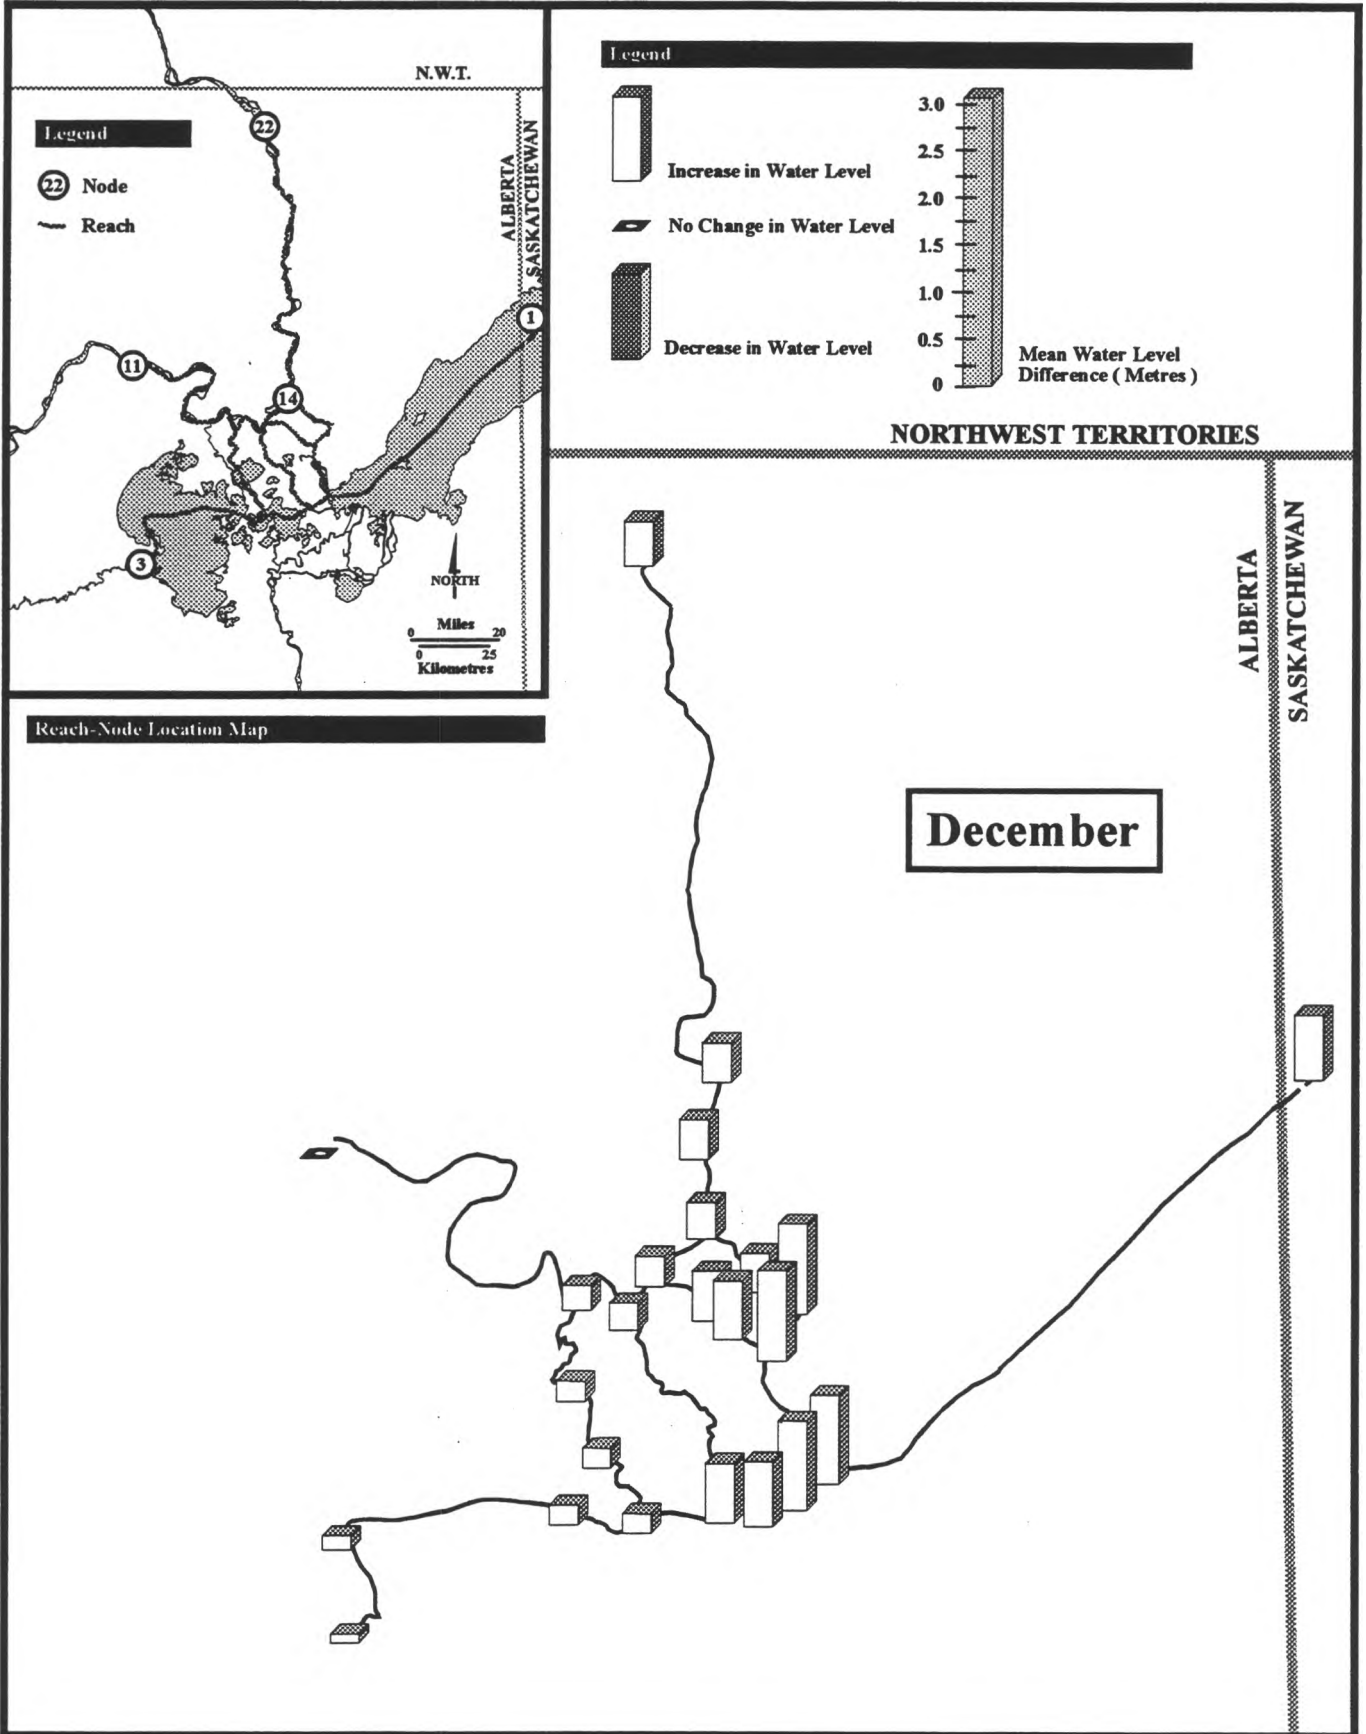 N.W.T.
Legend
22
22 Node
Reach
ALBERTA
SASKATCHEWAN
1
11
14
3
NORTH
Miles
0 20
0 25
Kilometres
Reach-Node Location Map
Legend
Increase in Water Level
No Change in Water Level
Decrease in Water Level
3.0
2.5
2.0
1.5
1.0
0.5
0
Mean Water Level
Difference ( Metres )
NORTHWEST TERRITORIES
ALBERTA
SASKATCHEWAN
December